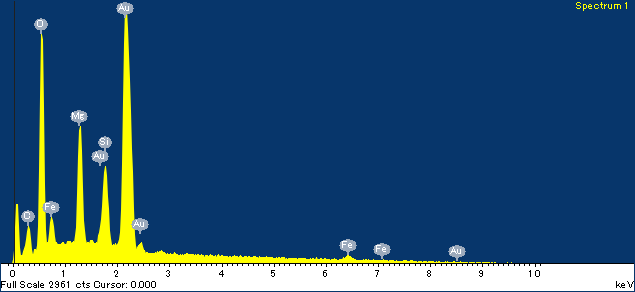 Spectrum 1
Au
O
Mg
Si
Au
Fe
C
Au
Fe
Fe
Au
0 1 2 3 4 5 6 7 8 9 10
Full Scale 2961 cts Cursor: 0.000 keV